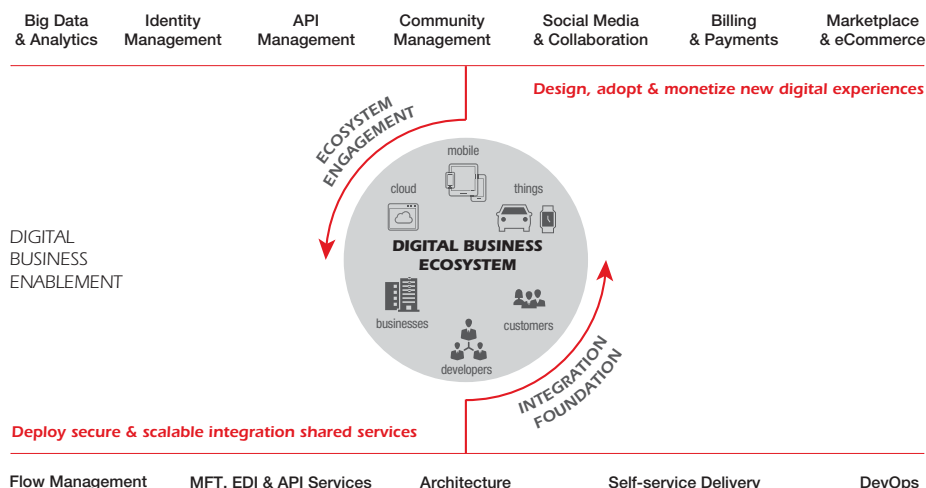 Big Data
& Analytics
Identity
Management
API
Management
Community
Management
Social Media
& Collaboration
Billing
& Payments
Marketplace
& eCommerce
Design, adopt & monetize new digital experiences
ECOSYSTEM
ENGAGEMENT
mobile
cloud
things
DIGITAL
BUSINESS
ENABLEMENT
DIGITAL BUSINESS
ECOSYSTEM
businesses
customers
developers
INTEGRATION
FOUNDATION
Deploy secure & scalable integration shared services
Flow Management
MFT, EDI & API Services
Architecture
Self-service Delivery
DevOps